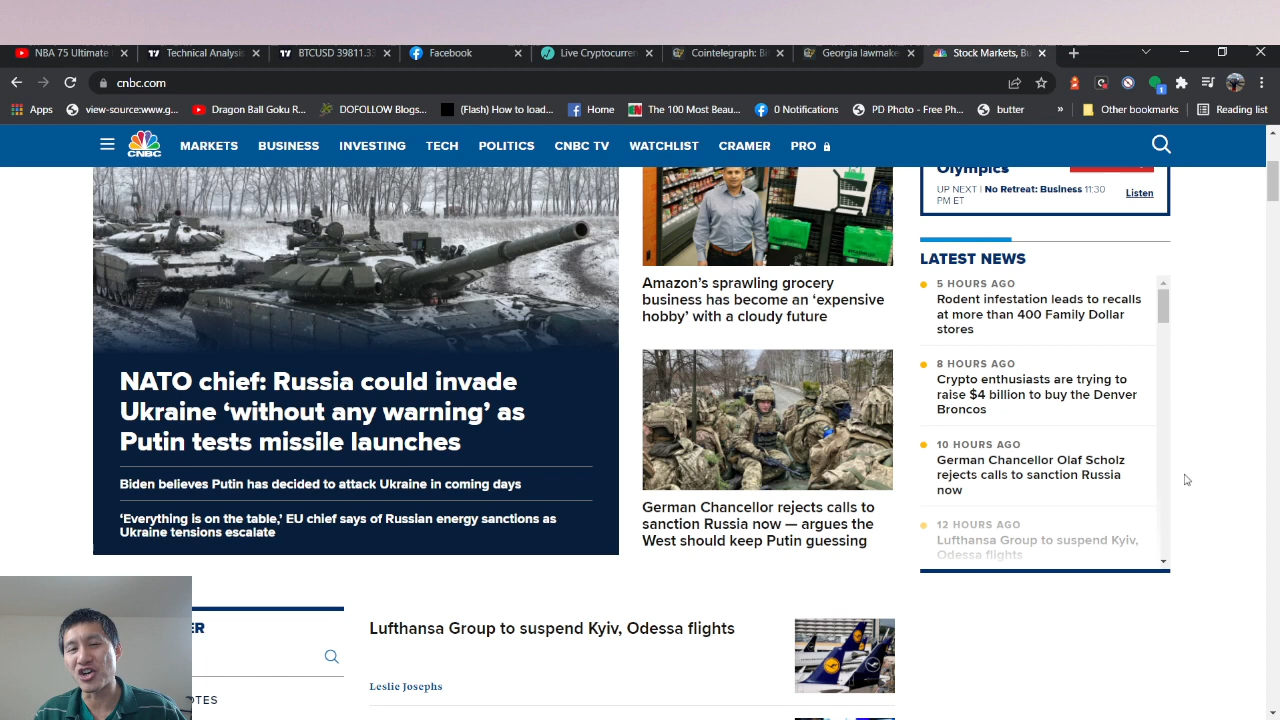 NBA 75 Ultimate
Technical Analysis
BTCUSD 39811.33
Facebook
Live Cryptocurren
Cointelegraph: B
Georgia lawmake
Stock Markets, Bu
cnbc.com
Apps
view-source:www.g...
Dragon Ball Goku R...
DOFOLLOW Blogs...
(Flash) How to load...
Home
The 100 Most Beau...
0 Notifications
PD Photo - Free Ph...
butter
»
Other bookmarks
Reading list
CNBC
MARKETS
BUSINESS
INVESTING
TECH
POLITICS
CNBC TV
WATCHLIST
CRAMER
PRO
NATO chief: Russia could invade
Ukraine ‘without any warning’ as
Putin tests missile launches
Biden believes Putin has decided to attack Ukraine in coming days
‘Everything is on the table,’ EU chief says of Russian energy sanctions as
Ukraine tensions escalate
Amazon’s sprawling grocery
business has become an ‘expensive
hobby’ with a cloudy future
German Chancellor rejects calls to
sanction Russia now — argues the
West should keep Putin guessing
Olympics
UP NEXT | No Retreat: Business 11:30
PM ET
Listen
LATEST NEWS
5 HOURS AGO
Rodent infestation leads to recalls
at more than 400 Family Dollar
stores
8 HOURS AGO
Crypto enthusiasts are trying to
raise $4 billion to buy the Denver
Broncos
10 HOURS AGO
German Chancellor Olaf Scholz
rejects calls to sanction Russia
now
12 HOURS AGO
Lufthansa Group to suspend Kyiv,
Odessa flights
ER
OTES
Lufthansa Group to suspend Kyiv, Odessa flights
Leslie Josephs